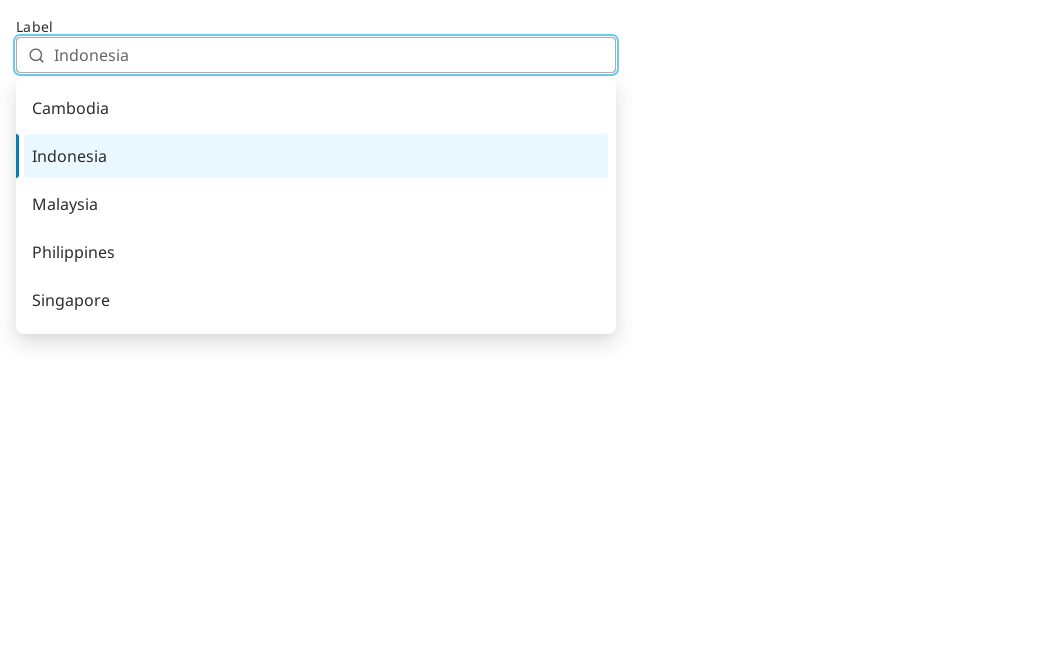 Label
Indonesia
Cambodia
Indonesia
Malaysia
Philippines
Singapore